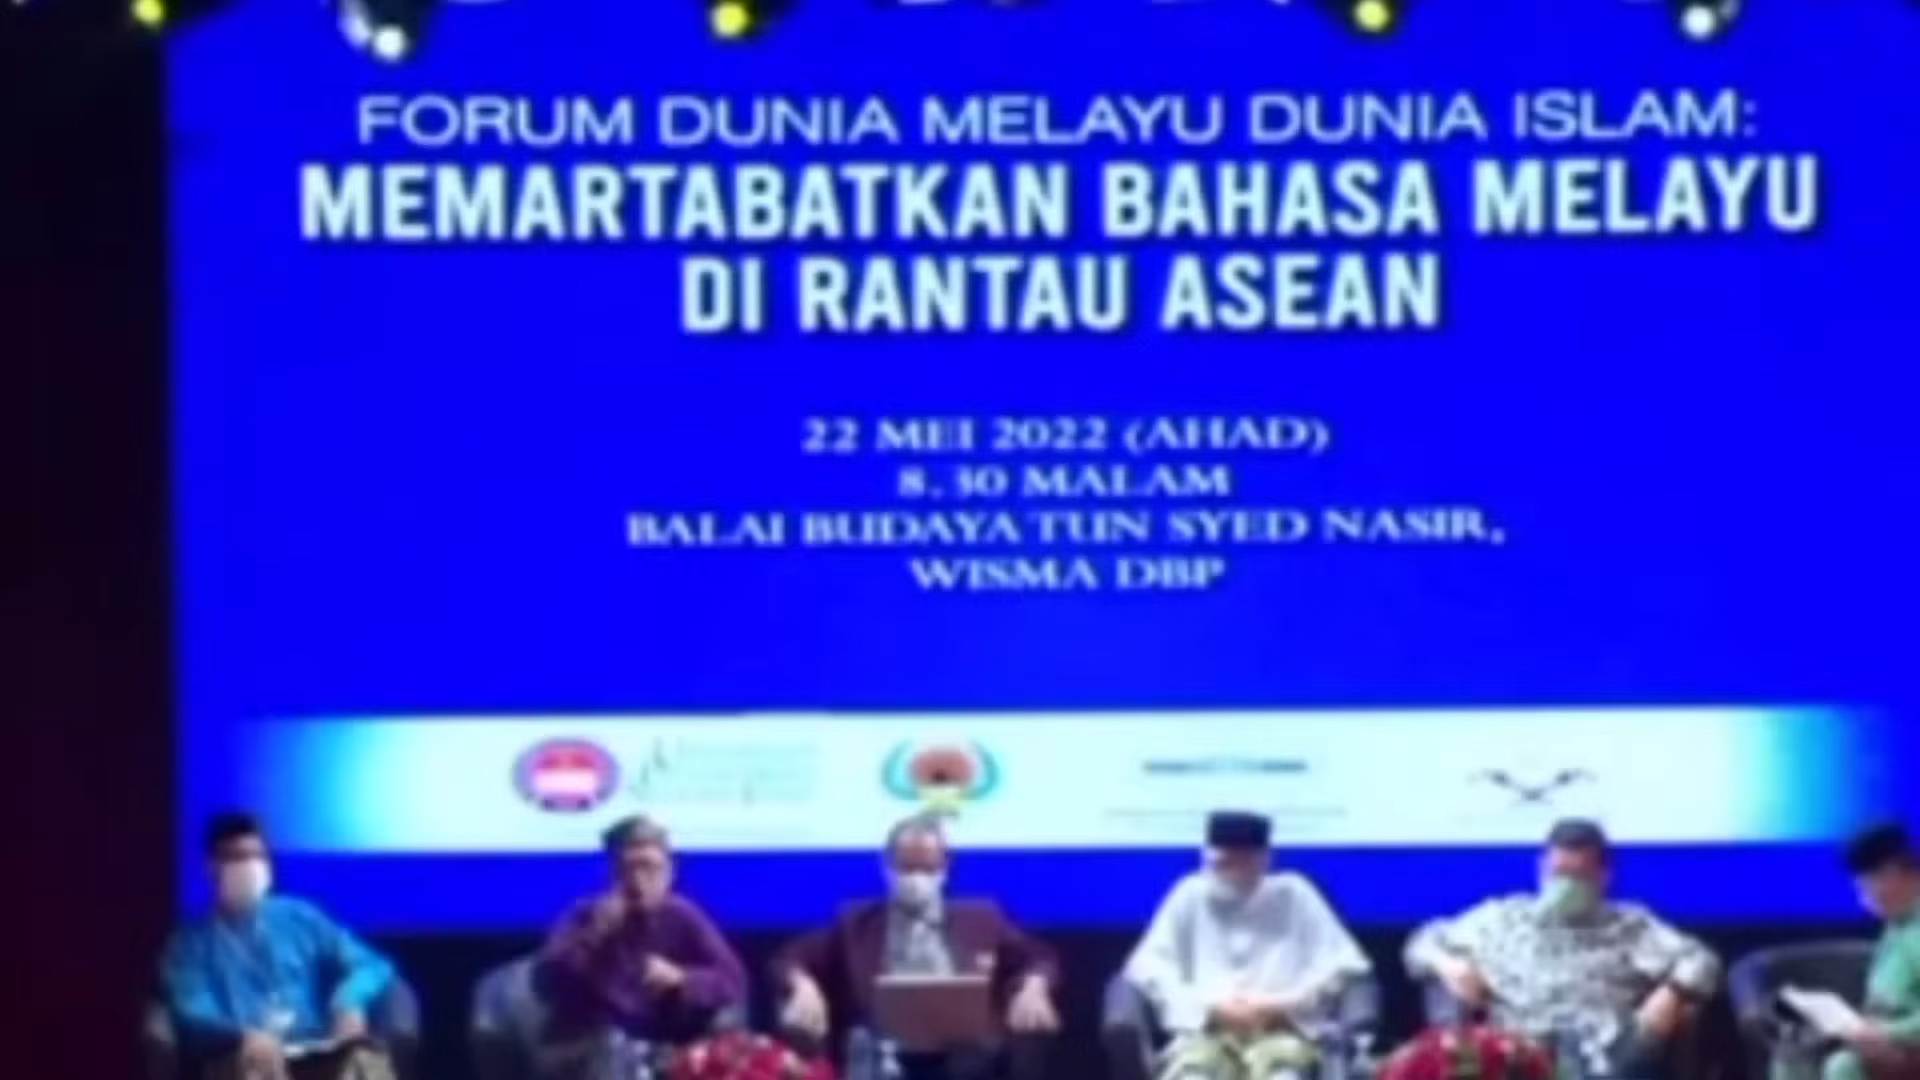 FORUM DUNIA MELAYU DUNIA ISLAM:
MEMARTABATKAN BAHASA MELAYU
DI RANTAU ASEAN
22 MEI 2022 (AHAD)
8.30 MALAM
BALAI BUDAYA TUN SYED NASIR,
WISMA DBP